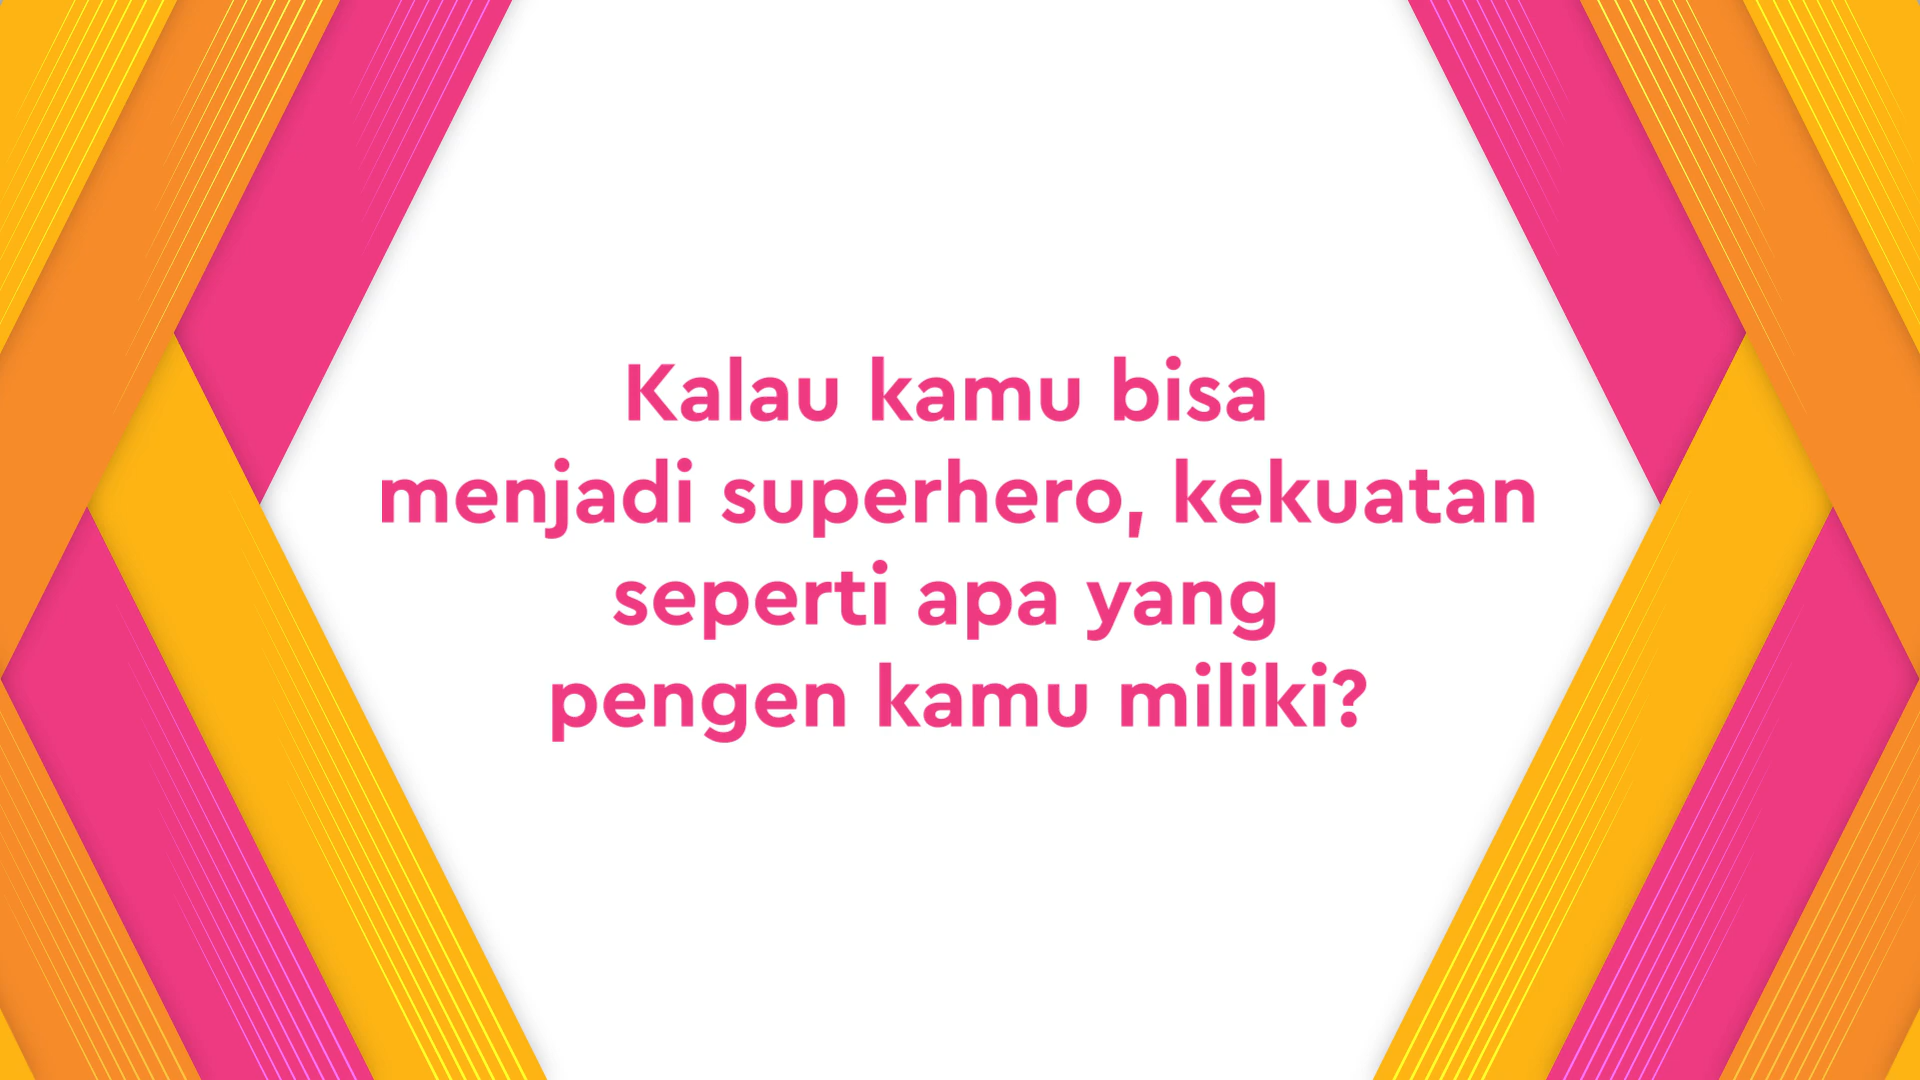 Kalau kamu bisa
menjadi superhero, kekuatan
seperti apa yang
pengen kamu miliki?